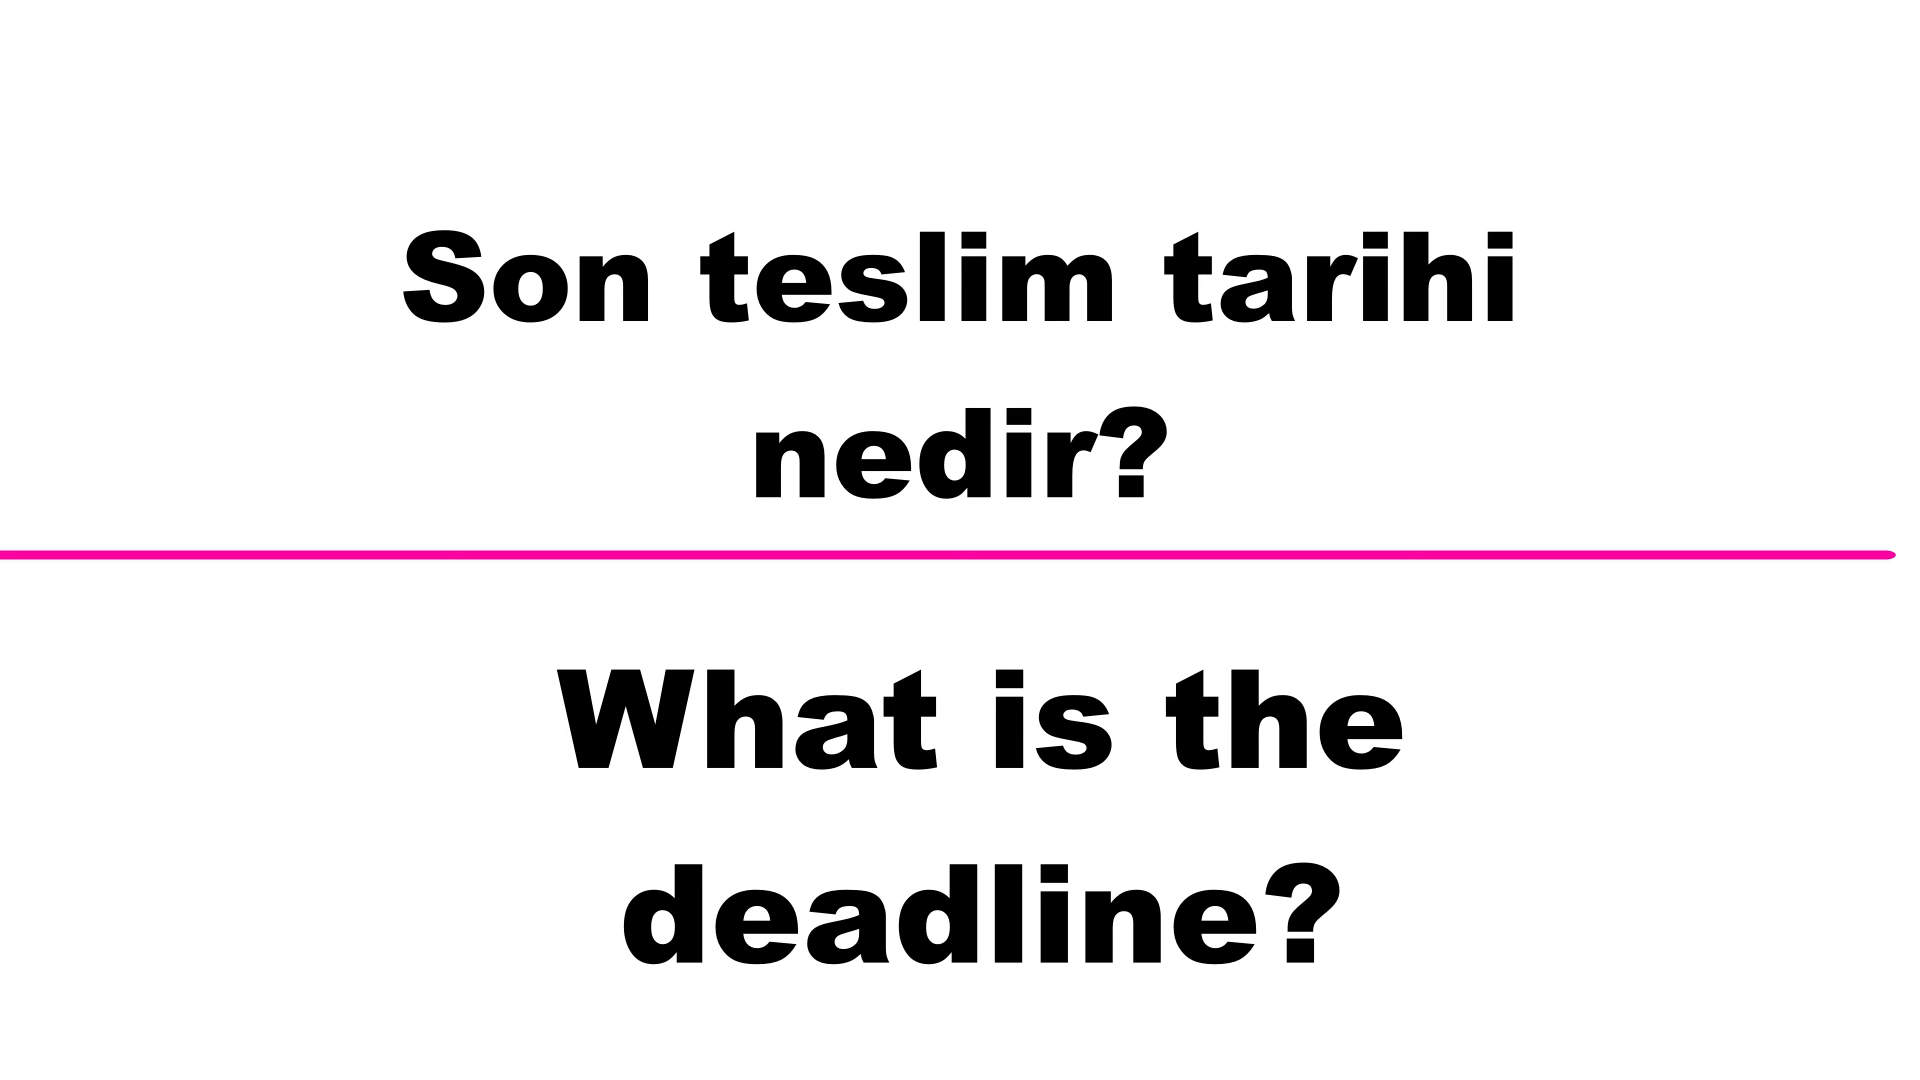 Son teslim tarihi
nedir?
What is the
deadline?